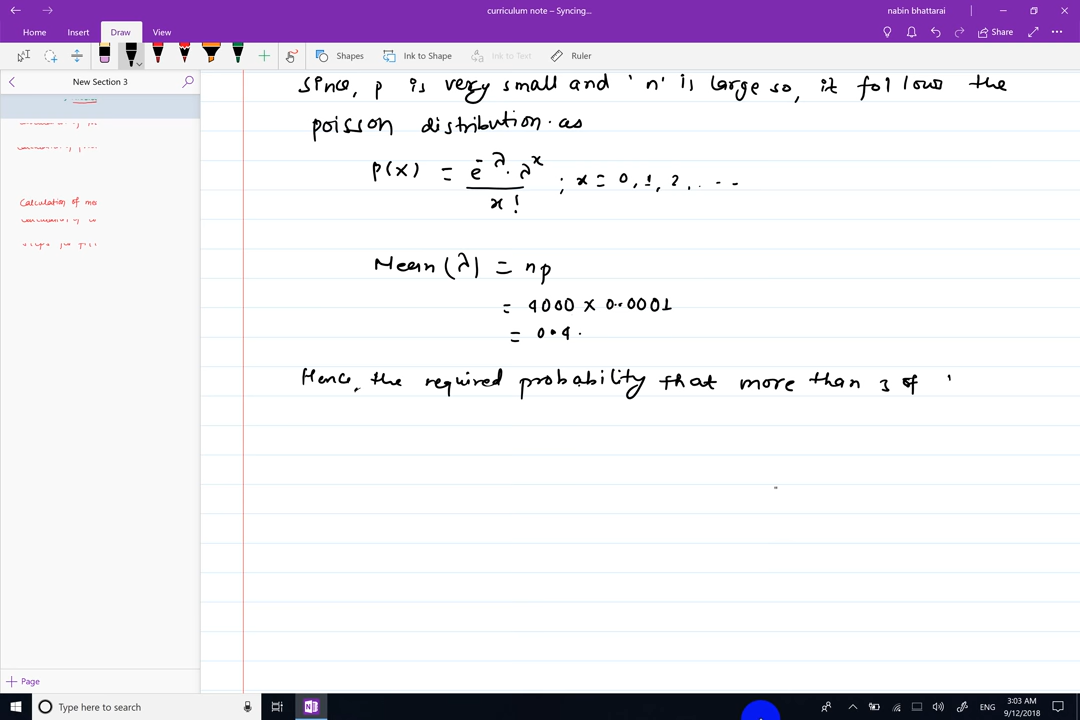 curriculum note – Syncing...
nabin bhattarai
Home Insert Draw View
Share
Shapes Ink to Shape Ink to Text Ruler
New Section 3
Calculation of
since, p is very small and 'n' is large so, it follows the
poisson distribution as
P(x) = e^-λ · λ^x / x! ; x = 0, 1, 2, ...
Mean (λ) = np
= 4000 × 0.0001
= 0.4.
Hence, the required probability that more than 3 of
Page
Type here to search
ENG
3:03 AM
9/12/2018